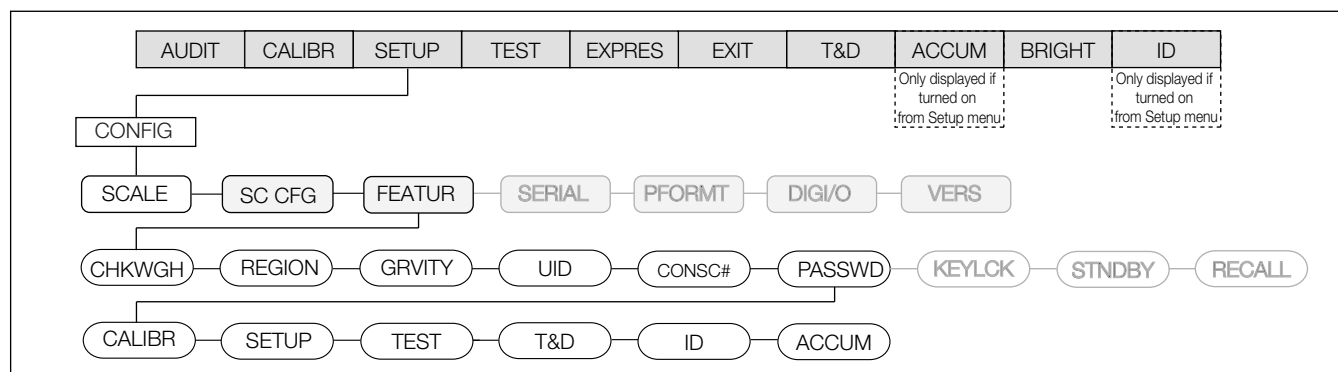 AUDIT CALIBR SETUP TEST EXPRES EXIT T&D ACCUM BRIGHT ID
Only displayed if turned on from Setup menu
Only displayed if turned on from Setup menu
CONFIG
SCALE SC CFG FEATUR SERIAL PFORMT DIGI/O VERS
CHKWGH REGION GRVITY UID CONSC# PASSWD KEYLCK STNDBY RECALL
CALIBR SETUP TEST T&D ID ACCUM